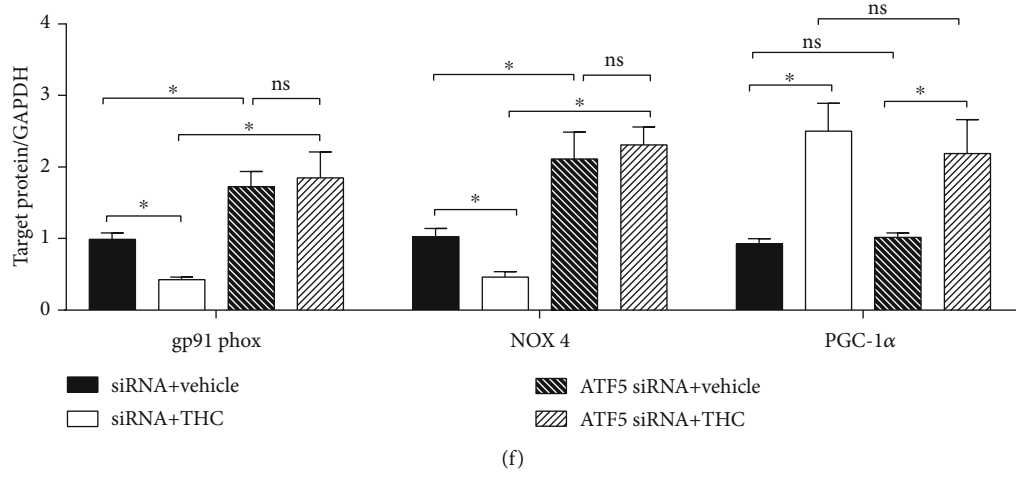 Target protein/GAPDH
4
3
2
1
0
*
*
*
ns
*
*
*
ns
ns
ns
*
*
gp91 phox
NOX 4
PGC-1α
siRNA+vehicle
siRNA+THC
ATF5 siRNA+vehicle
ATF5 siRNA+THC
(f)